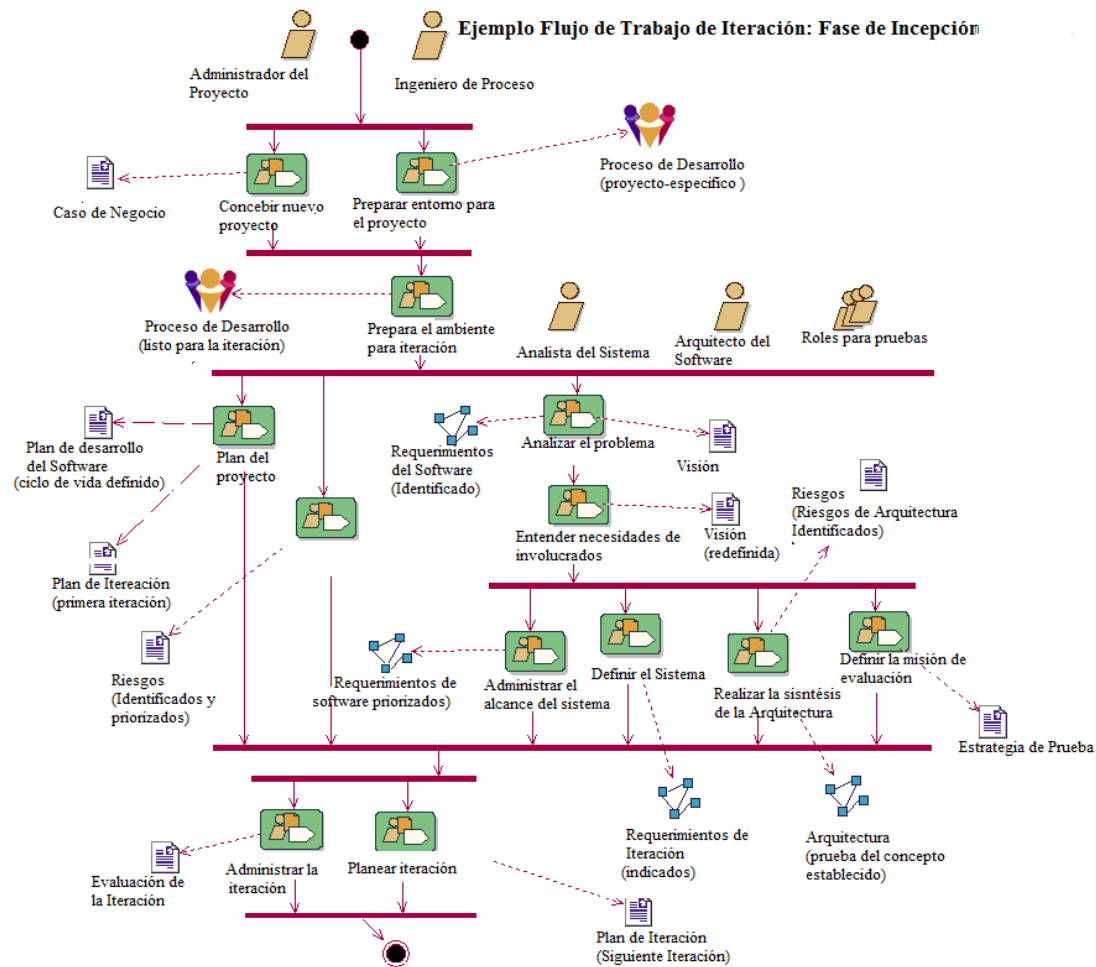 Ejemplo Flujo de Trabajo de Iteración: Fase de Incepción
Administrador del
Proyecto
Ingeniero de Proceso
Proceso de Desarrollo
(proyecto-especifico )
Caso de Negocio
Concebir nuevo
proyecto
Preparar entorno para
el proyecto
Proceso de Desarrollo
(listo para la iteración)
Prepara el ambiente
para iteración
Analista del Sistema
Arquitecto del
Software
Roles para pruebas
Plan de desarrollo
del Software
(ciclo de vida definido)
Plan del
proyecto
Requerimientos
del Software
(Identificado)
Analizar el problema
Visión
Riesgos
(Riesgos de Arquitectura
Identificados)
Entender necesidades de
involucrados
Visión
(redefinida)
Plan de Itereación
(primera iteración)
Riesgos
(Identificados y
priorizados)
Requerimientos de
software priorizados)
Administrar el
alcance del sistema
Definir el Sistema
Realizar la sisntésis
de la Arquitectura
Definir la misión de
evaluación
Estrategia de Prueba
Evaluación de
la Iteración
Administrar la
iteración
Planear iteración
Requerimientos de
Iteración
(indicados)
Arquitectura
(prueba del concepto
establecido)
Plan de Iteración
(Siguiente Iteración)